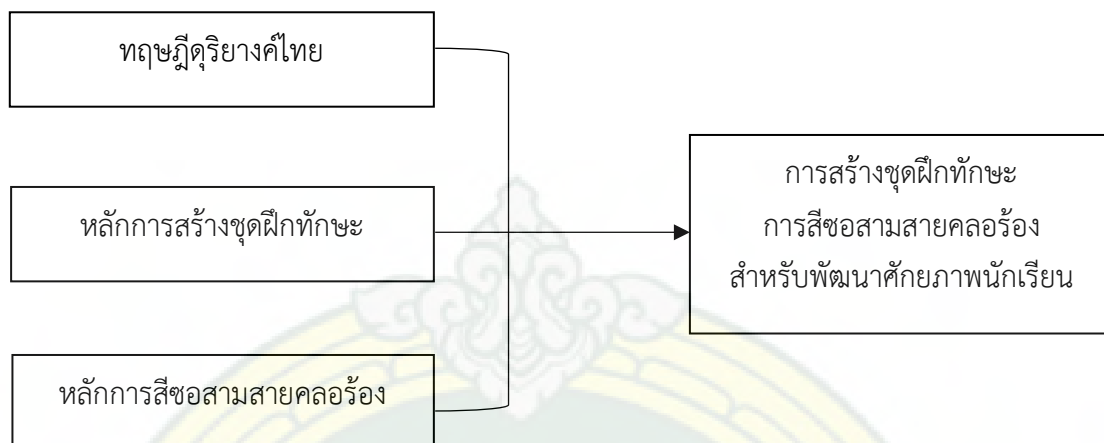 ทฤษฎีดุริยางค์ไทย
หลักการสร้างชุดฝึกทักษะ
หลักการสีซอสามสายคลอร้อง
การสร้างชุดฝึกทักษะ
การสีซอสามสายคลอร้อง
สำหรับพัฒนาศักยภาพนักเรียน